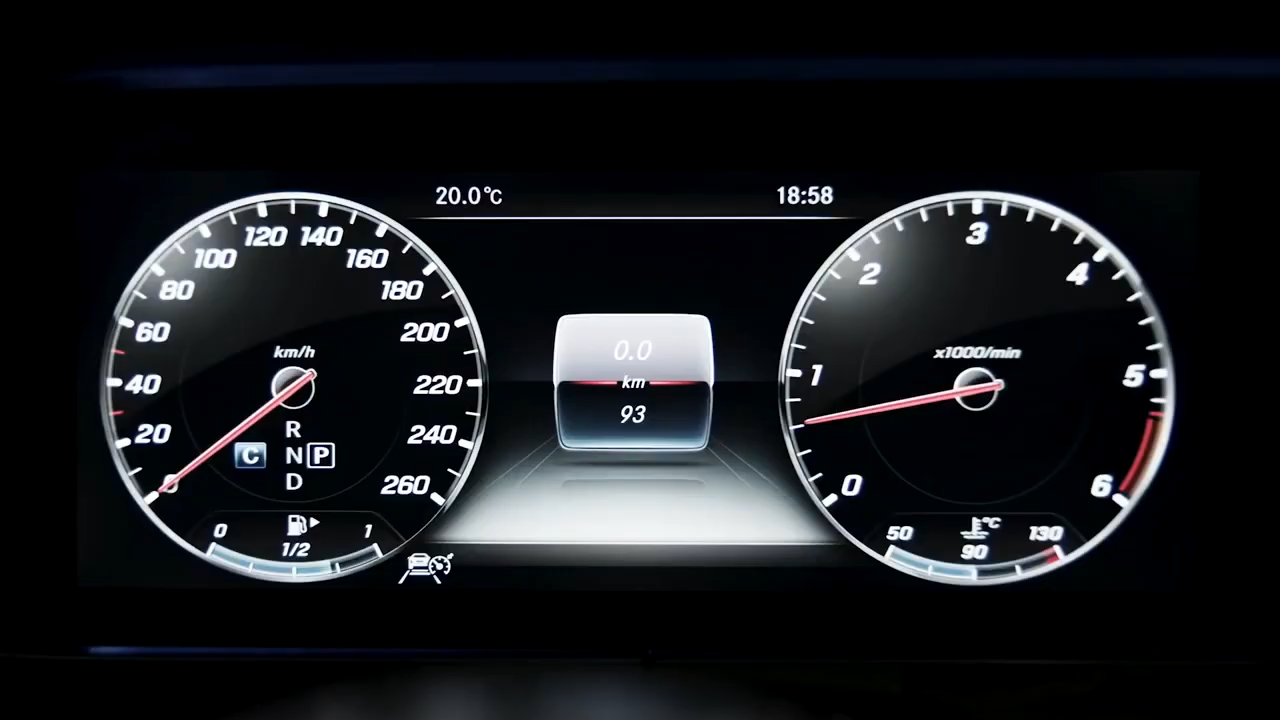 20.0°C 18:58
km/h
0 20 40 60 80 100 120 140 160 180 200 220 240 260
R
C N P
D
0 1/2 1
0.0
km
93
x1000/min
0 1 2 3 4 5 6
°C
50 90 130